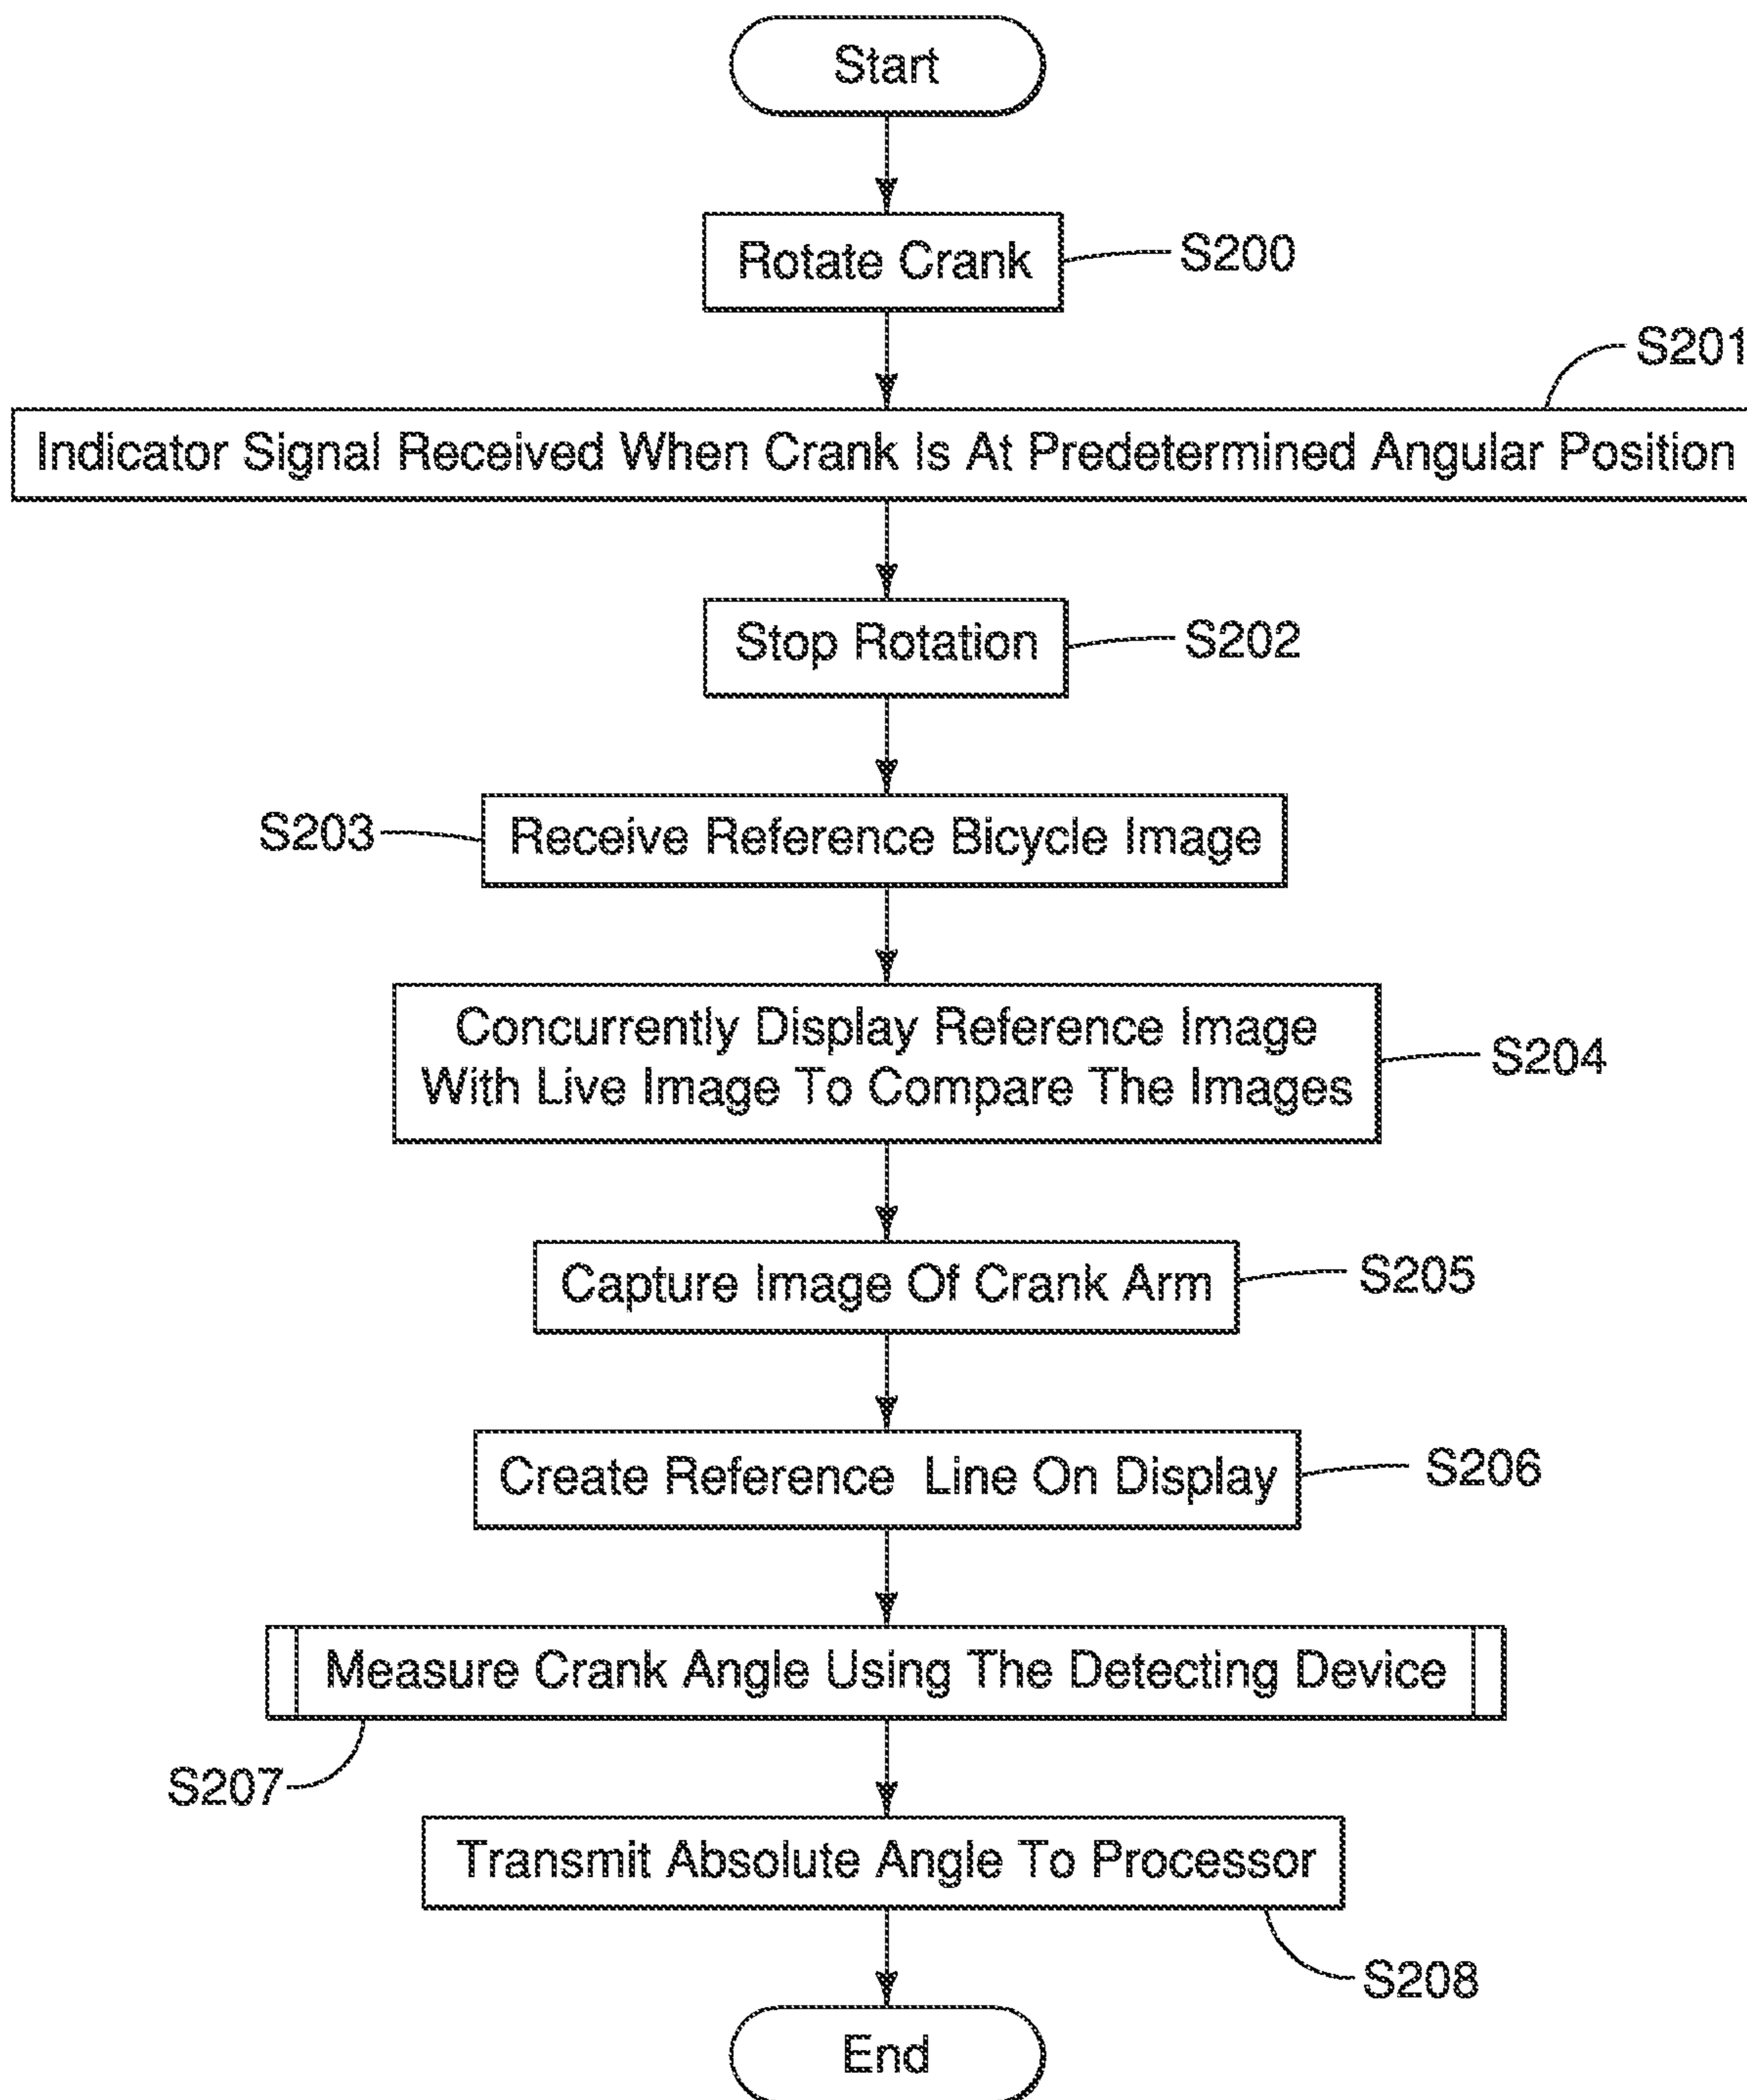 Start
Rotate Crank
S200
S201
Indicator Signal Received When Crank Is At Predetermined Angular Position
Stop Rotation
S202
S203
Receive Reference Bicycle Image
Concurrently Display Reference Image
With Live Image To Compare The Images
S204
Capture Image Of Crank Arm
S205
Create Reference Line On Display
S206
Measure Crank Angle Using The Detecting Device
S207
Transmit Absolute Angle To Processor
S208
End